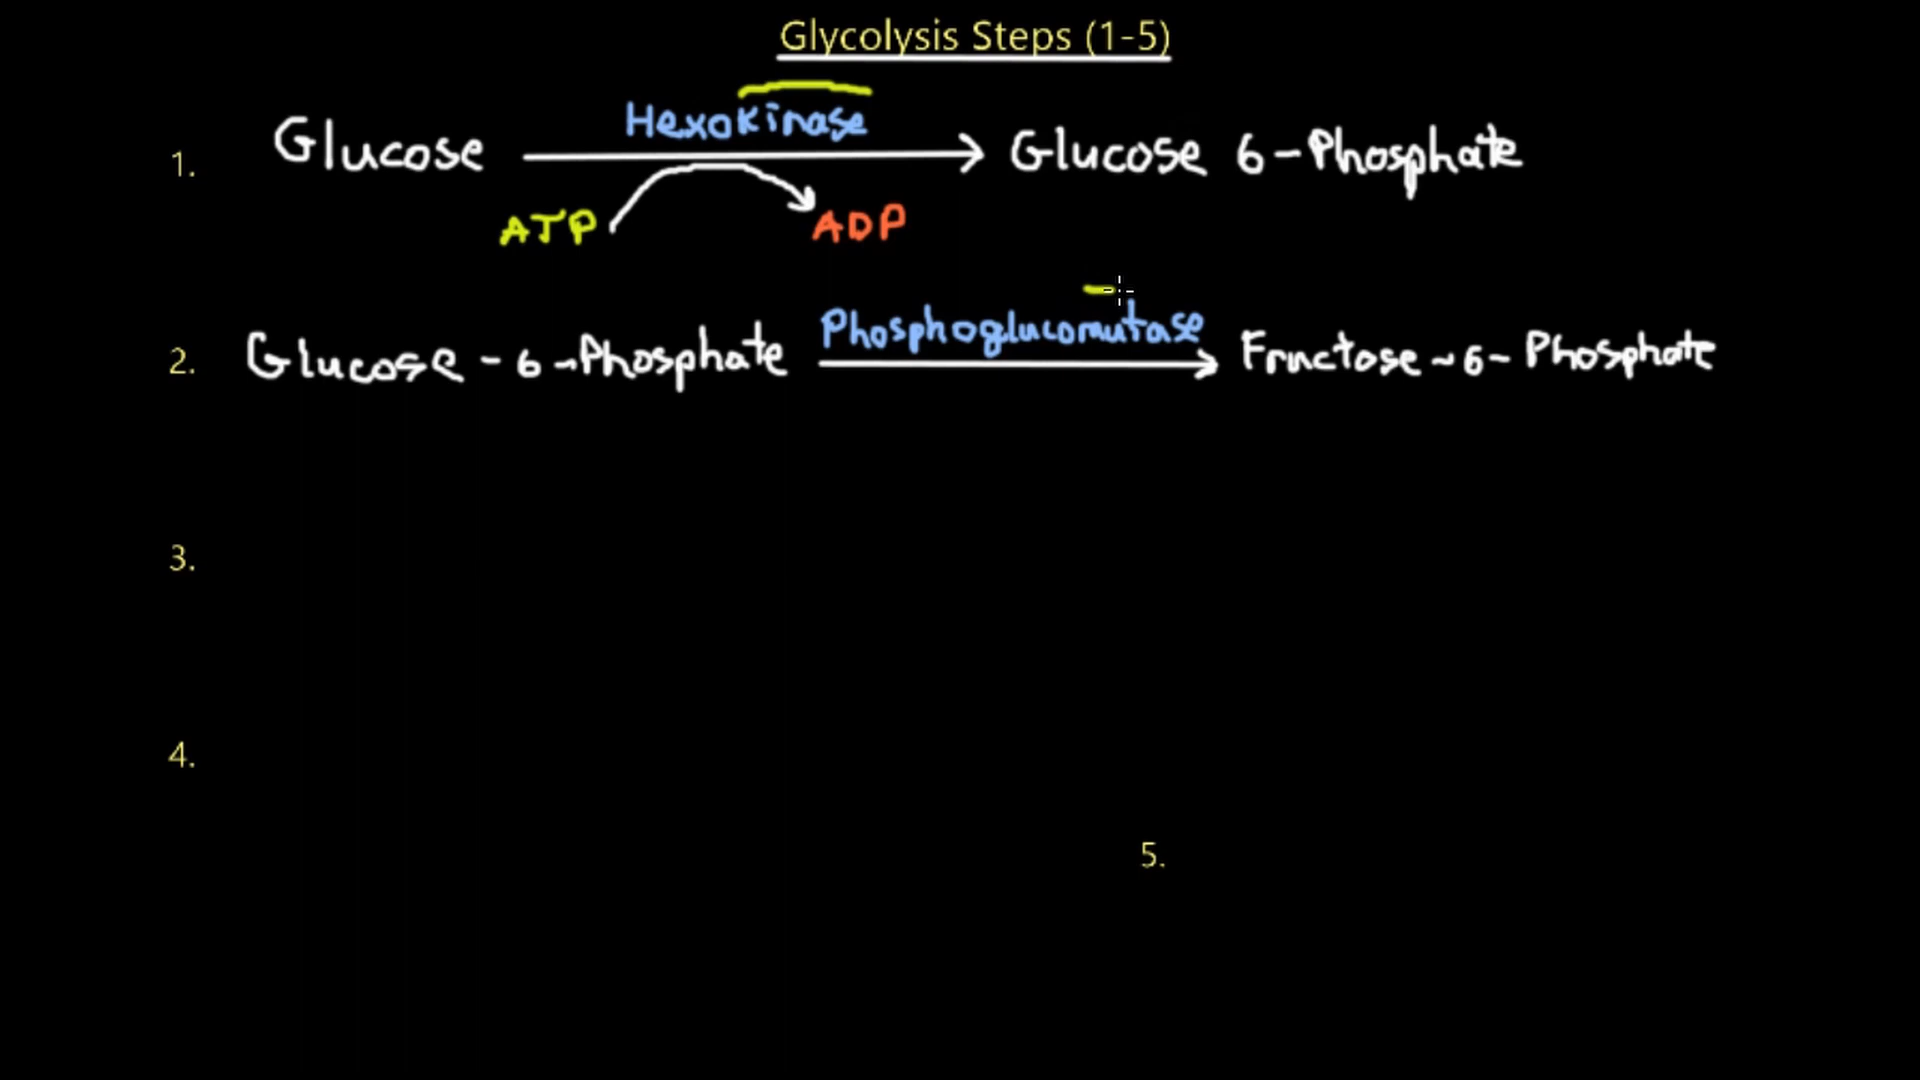 Glycolysis Steps (1-5)
1. Glucose Hexokinase Glucose 6-Phosphate
ATP ADP
2. Glucose-6-Phosphate Phosphoglucomutase Fructose-6-Phosphate
3.
4.
5.